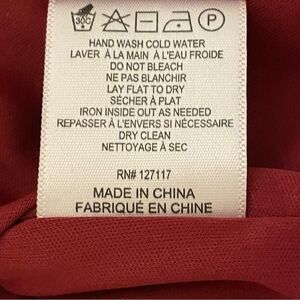 30C P
HAND WASH COLD WATER
LAVER À LA MAIN À L'EAU FROIDE
DO NOT BLEACH
NE PAS BLANCHIR
LAY FLAT TO DRY
SÉCHER À PLAT
IRON INSIDE OUT AS NEEDED
REPASSER À L'ENVERS SI NÉCESSAIRE
DRY CLEAN
NETTOYAGE À SEC
RN# 127117
MADE IN CHINA
FABRIQUÉ EN CHINE